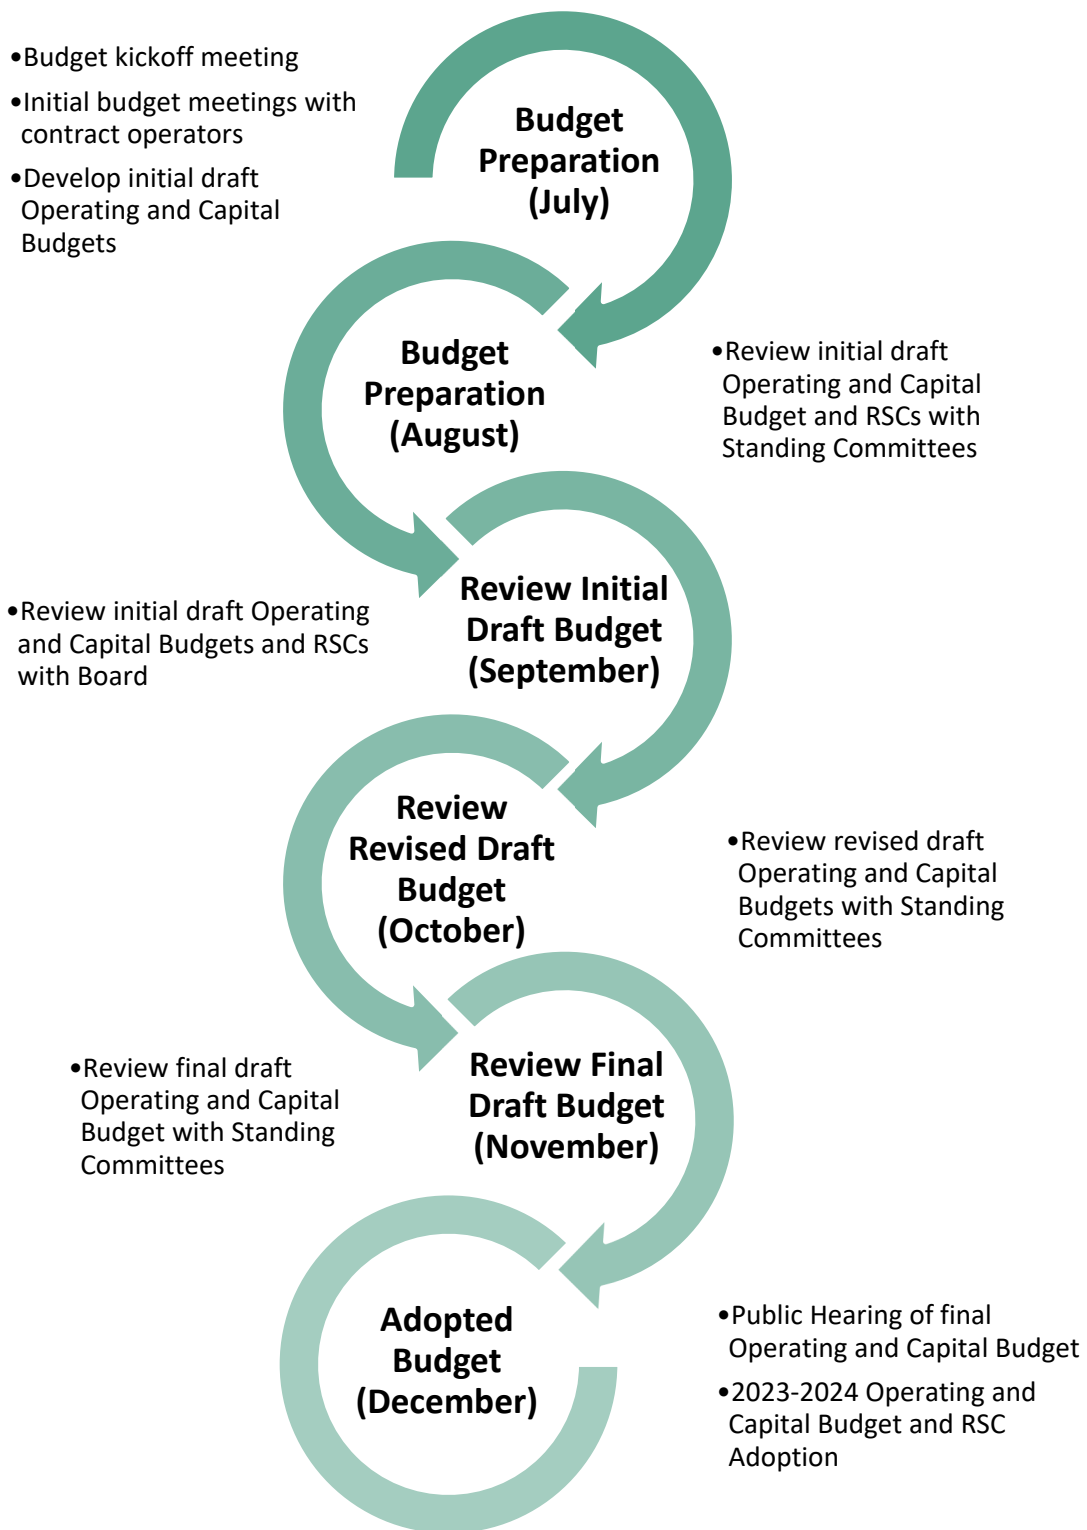 •Budget kickoff meeting
•Initial budget meetings with
contract operators
•Develop initial draft
Operating and Capital
Budgets
Budget
Preparation
(July)
Budget
Preparation
(August)
•Review initial draft
Operating and Capital
Budget and RSCs with
Standing Committees
•Review initial draft Operating
and Capital Budgets and RSCs
with Board
Review Initial
Draft Budget
(September)
Review
Revised Draft
Budget
(October)
•Review revised draft
Operating and Capital
Budgets with Standing
Committees
•Review final draft
Operating and Capital
Budget with Standing
Committees
Review Final
Draft Budget
(November)
Adopted
Budget
(December)
•Public Hearing of final
Operating and Capital Budget
•2023-2024 Operating and
Capital Budget and RSC
Adoption